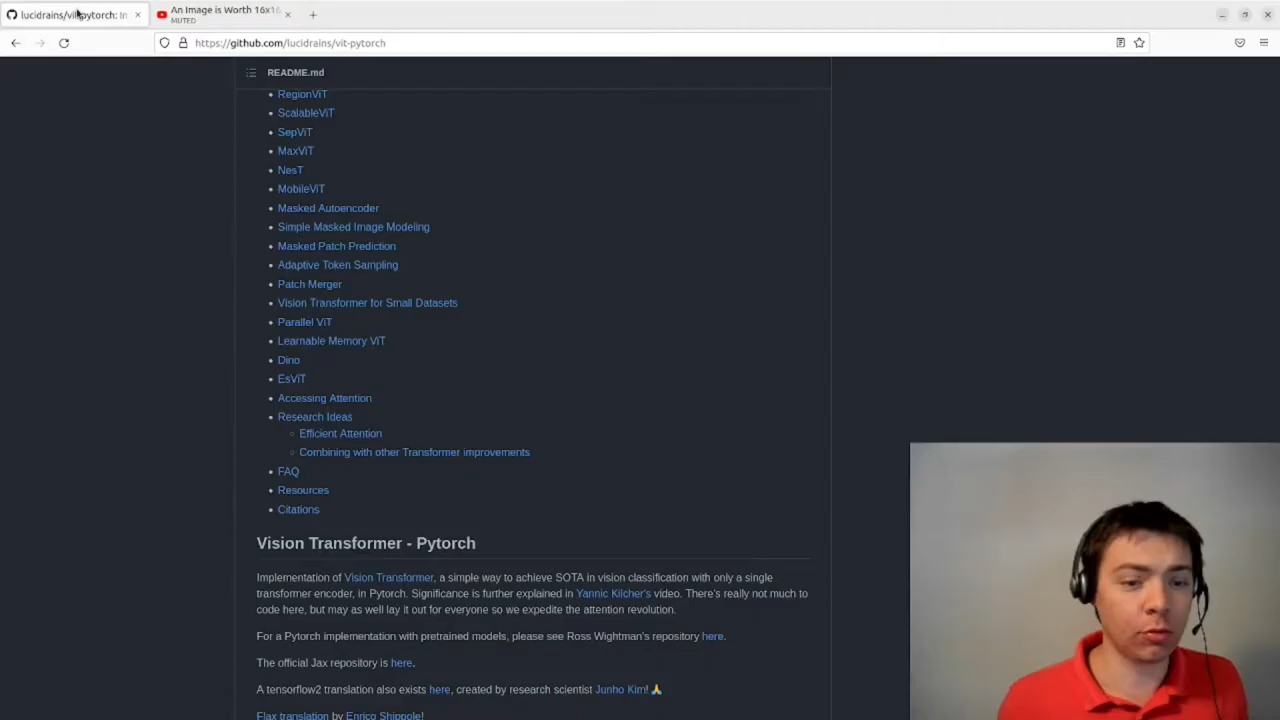 lucidrains/vit-pytorch: In
An Image is Worth 16x16
MUTED
https://github.com/lucidrains/vit-pytorch
README.md
RegionViT
ScalableViT
SepViT
MaxViT
NesT
MobileViT
Masked Autoencoder
Simple Masked Image Modeling
Masked Patch Prediction
Adaptive Token Sampling
Patch Merger
Vision Transformer for Small Datasets
Parallel ViT
Learnable Memory ViT
Dino
EsViT
Accessing Attention
Research Ideas
Efficient Attention
Combining with other Transformer improvements
FAQ
Resources
Citations
Vision Transformer - Pytorch
Implementation of Vision Transformer, a simple way to achieve SOTA in vision classification with only a single
transformer encoder, in Pytorch. Significance is further explained in Yannic Kilcher's video. There's really not much to
code here, but may as well lay it out for everyone so we expedite the attention revolution.
For a Pytorch implementation with pretrained models, please see Ross Wightman's repository here.
The official Jax repository is here.
A tensorflow2 translation also exists here, created by research scientist Junho Kim! 🙏
Flax translation by Enrico Shippole!